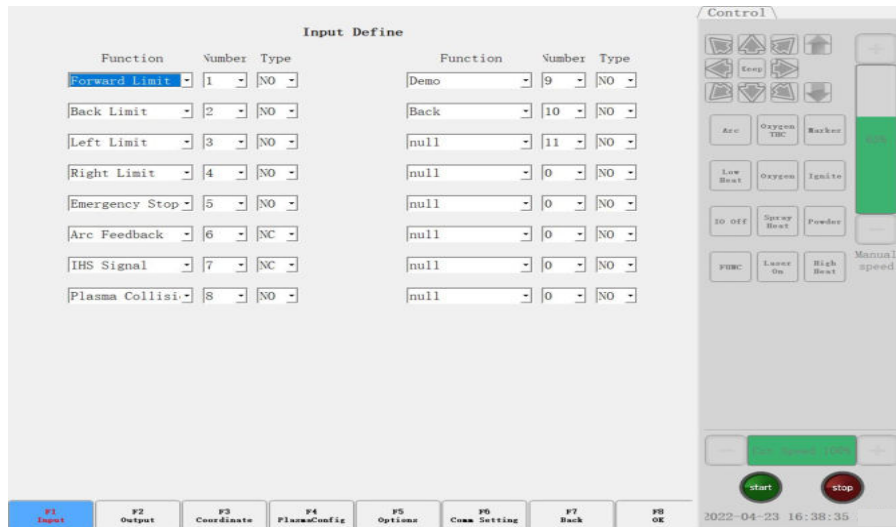 Control
Input Define
Function Number Type Function Number Type
Forward Limit 1 NO Demo 9 NO
Back Limit 2 NO Back 10 NO
Left Limit 3 NO null 11 NO
Right Limit 4 NO null 0 NO
Emergency Stop 5 NO null 0 NO
Arc Feedback 6 NC null 0 NO
IHS Signal 7 NC null 0 NO
Plasma Collisi 8 NO null 0 NO
Keep
Arc Oxygen THC Marker
Low Heat Oxygen Ignite
IO Off Spray Heat Powder
FUNC Laser On High Heat
Manual speed
Cut Speed 100%
start stop
2022-04-23 16:38:35
F1 F2 F3 F4 F5 F6 F7 F8
Input Output Coordinate PlasmaConfig Options Comm Setting Back OK